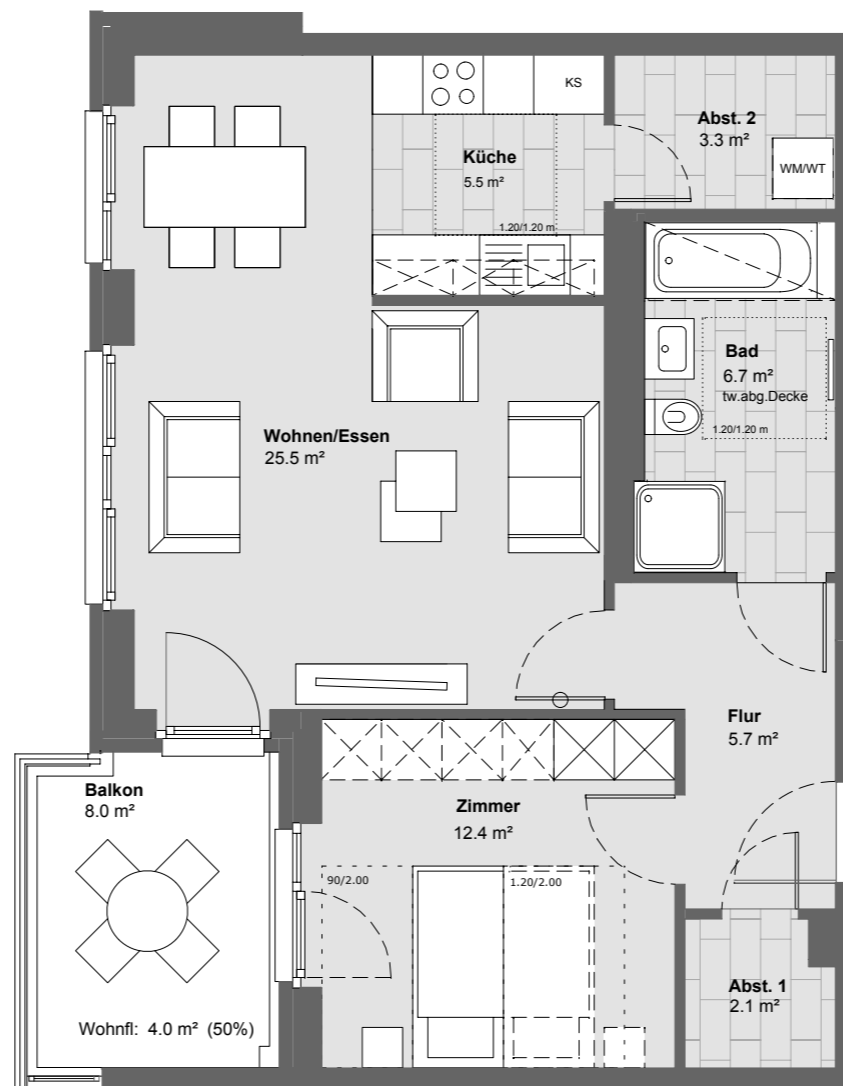 KS
Abst. 2
3.3 m²
WM/WT
Küche
5.5 m²
1.20/1.20 m
Bad
6.7 m²
tw.abg.Decke
1.20/1.20 m
Wohnen/Essen
25.5 m²
Flur
5.7 m²
Balkon
8.0 m²
Zimmer
12.4 m²
90/2.00
1.20/2.00
Abst. 1
2.1 m²
Wohnfl: 4.0 m² (50%)